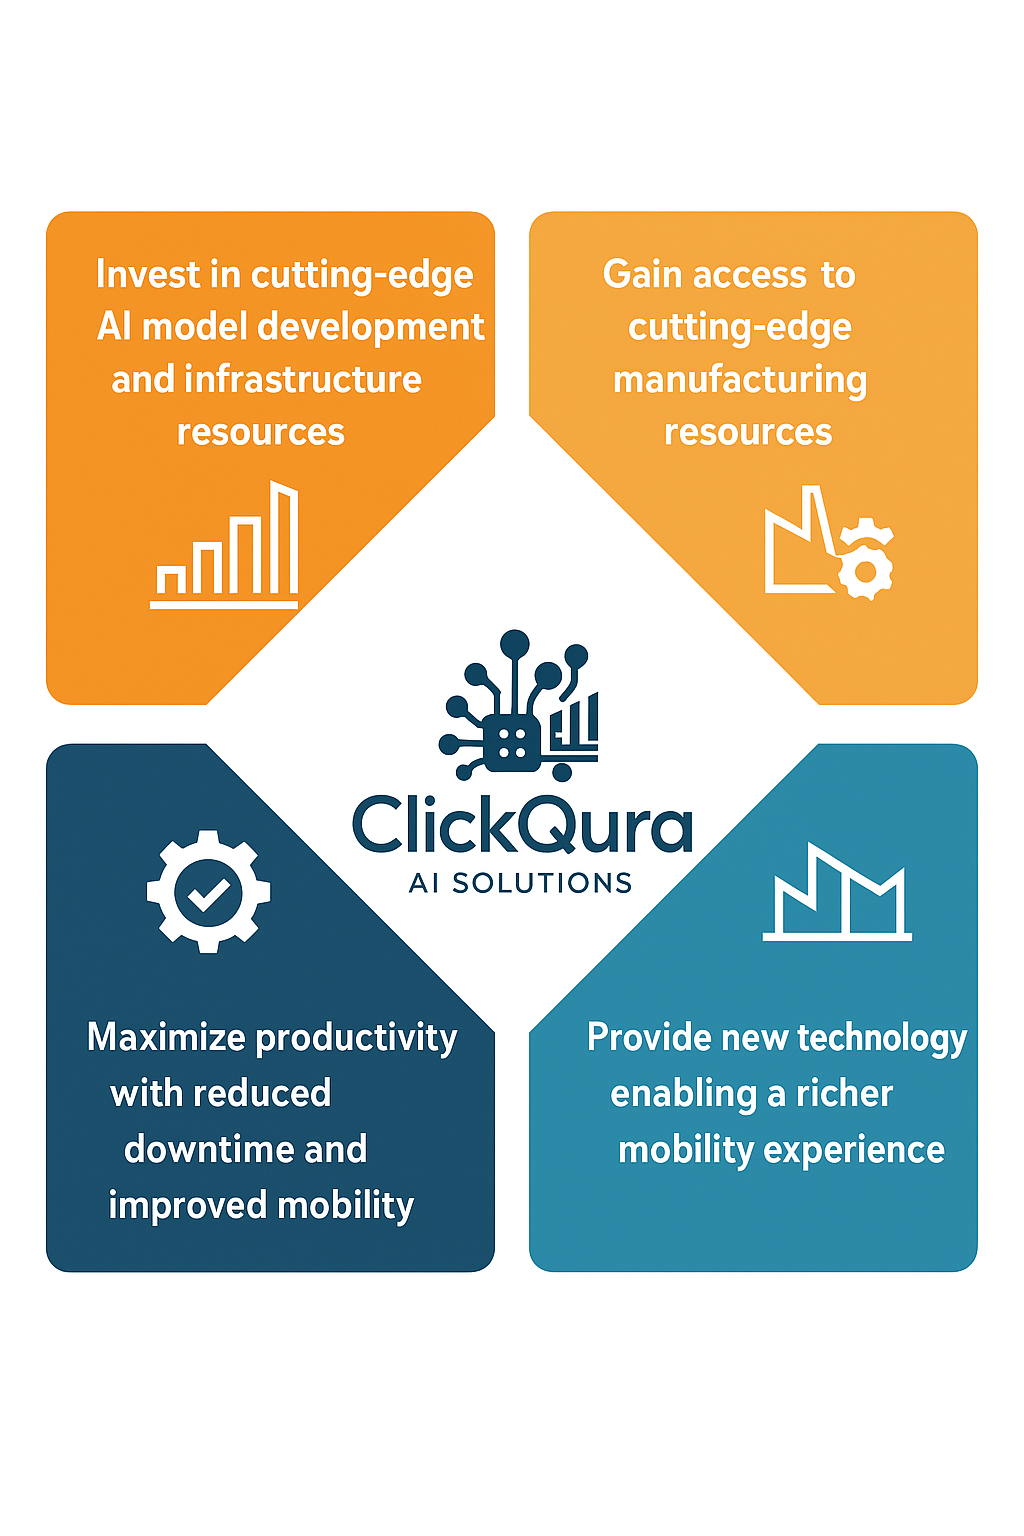 Invest in cutting-edge
AI model development
and infrastructure
resources
Gain access to
cutting-edge
manufacturing
resources
ClickQura
AI SOLUTIONS
Maximize productivity
with reduced
downtime and
improved mobility
Provide new technology
enabling a richer
mobility experience